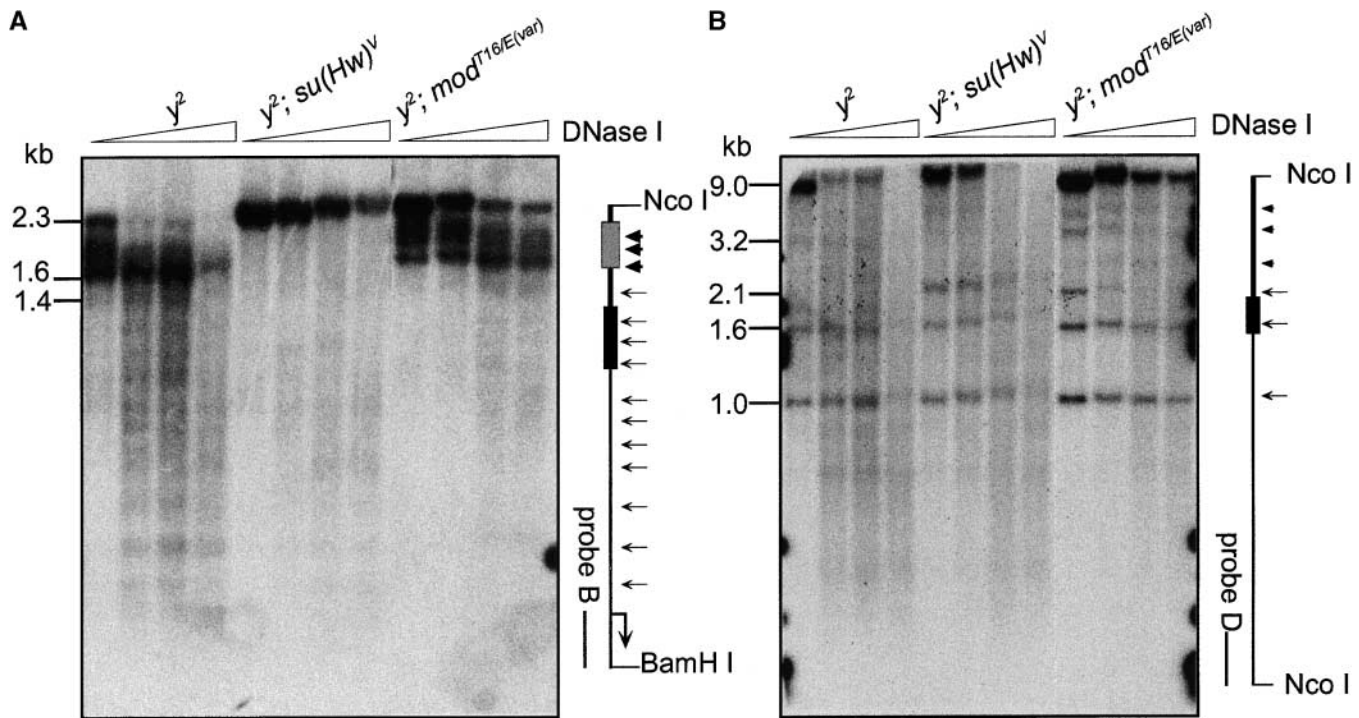 A
y² y²; su(Hw)ⱽ y²; modᵀ¹⁶/ᴱ⁽ᵛᵃʳ⁾
DNase I
kb
2.3
1.6
1.4
Nco I
probe B
BamH I
B
y² y²; su(Hw)ⱽ y²; modᵀ¹⁶/ᴱ⁽ᵛᵃʳ⁾
DNase I
kb
9.0
3.2
2.1
1.6
1.0
Nco I
probe D
Nco I